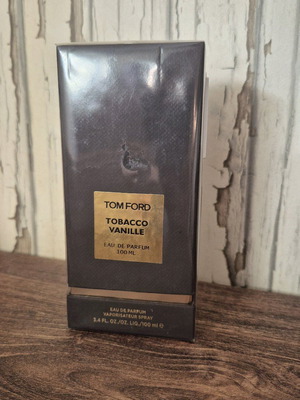 TOM FORD
TOBACCO
VANILLE
EAU DE PARFUM
100 ML
EAU DE PARFUM
VAPORISATEUR SPRAY
3.4 FL. OZ./OZ. LIQ./100 ml ℮